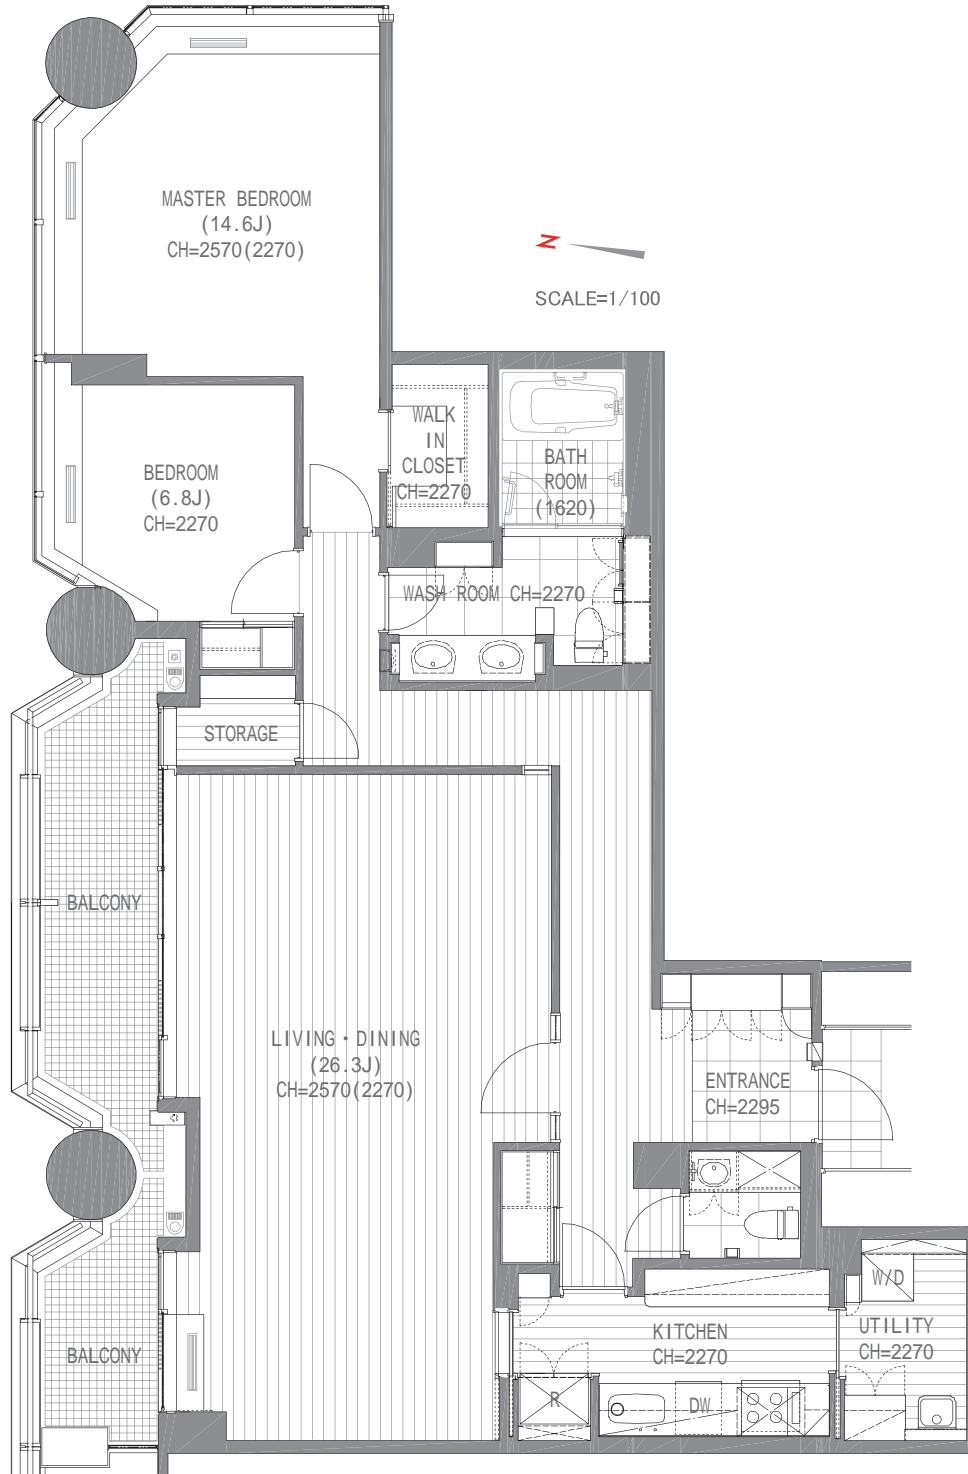 MASTER BEDROOM
(14.6J)
CH=2570(2270)
N
SCALE=1/100
WALK
IN
CLOSET
CH=2270
BATH
ROOM
(1620)
BEDROOM
(6.8J)
CH=2270
WASH ROOM CH=2270
STORAGE
BALCONY
LIVING・DINING
(26.3J)
CH=2570(2270)
ENTRANCE
CH=2295
W/D
UTILITY
CH=2270
KITCHEN
CH=2270
BALCONY
R
DW